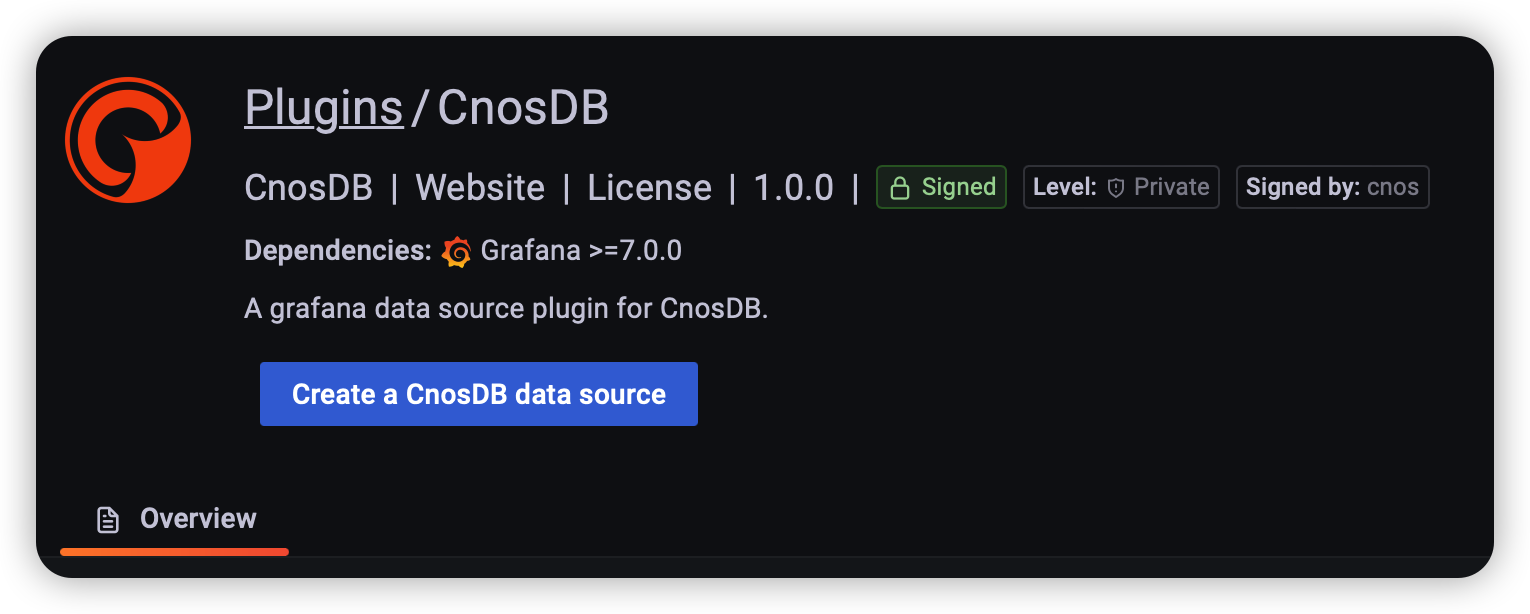 Plugins / CnosDB
CnosDB | Website | License | 1.0.0 | Signed Level: Private Signed by: cnos
Dependencies: Grafana >=7.0.0
A grafana data source plugin for CnosDB.
Create a CnosDB data source
Overview